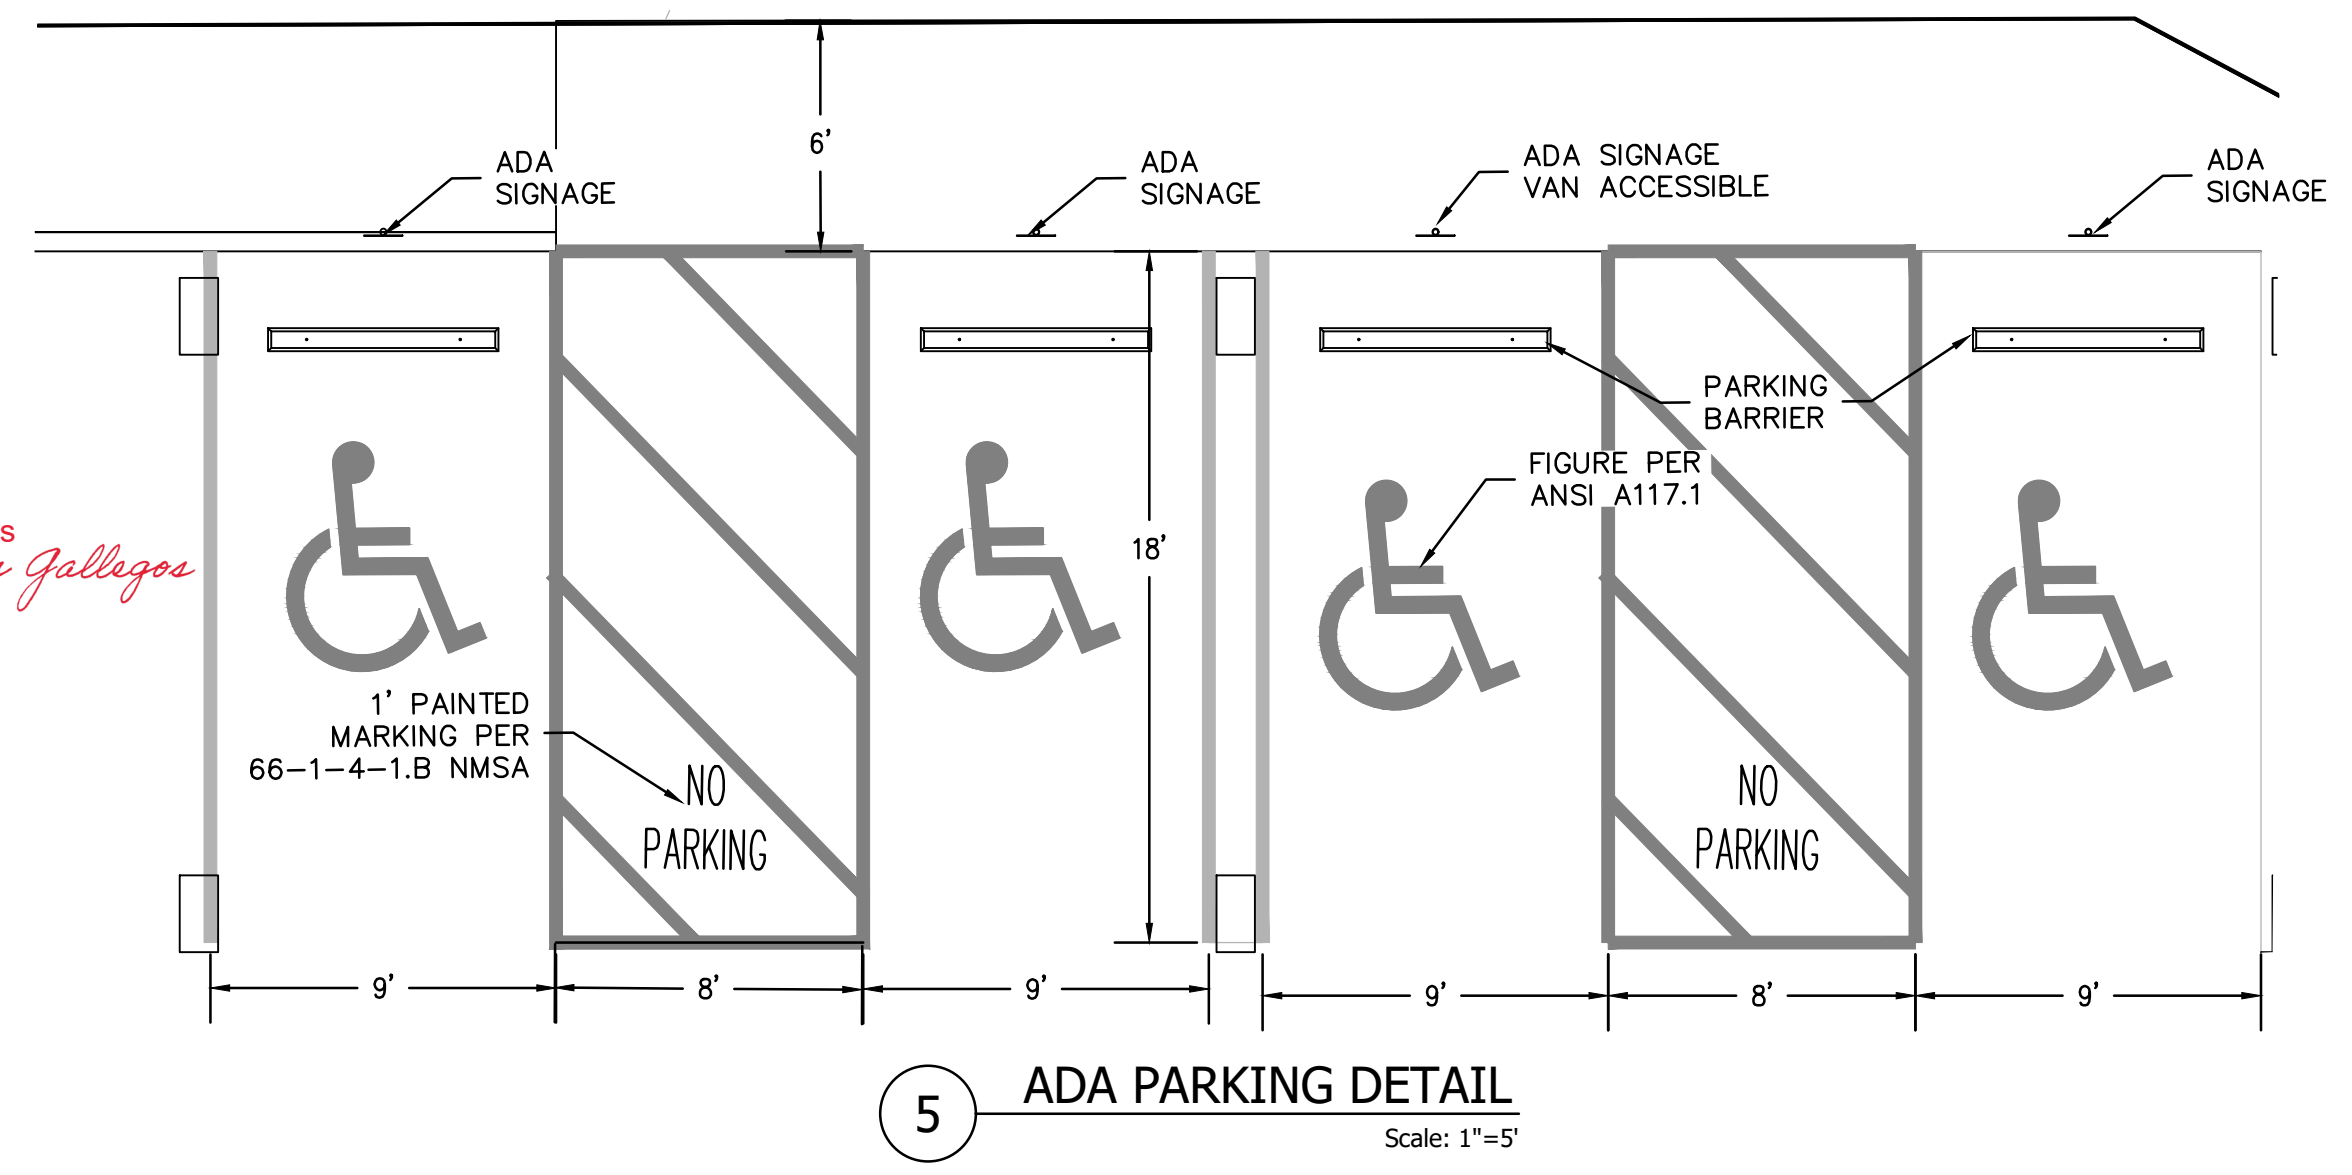 6'
ADA
SIGNAGE
ADA
SIGNAGE
ADA SIGNAGE
VAN ACCESSIBLE
ADA
SIGNAGE
PARKING
BARRIER
FIGURE PER
ANSI A117.1
18'
s
Gallegos
1' PAINTED
MARKING PER
66-1-4-1.B NMSA
NO
PARKING
NO
PARKING
9'
8'
9'
9'
8'
9'
5
ADA PARKING DETAIL
Scale: 1"=5'